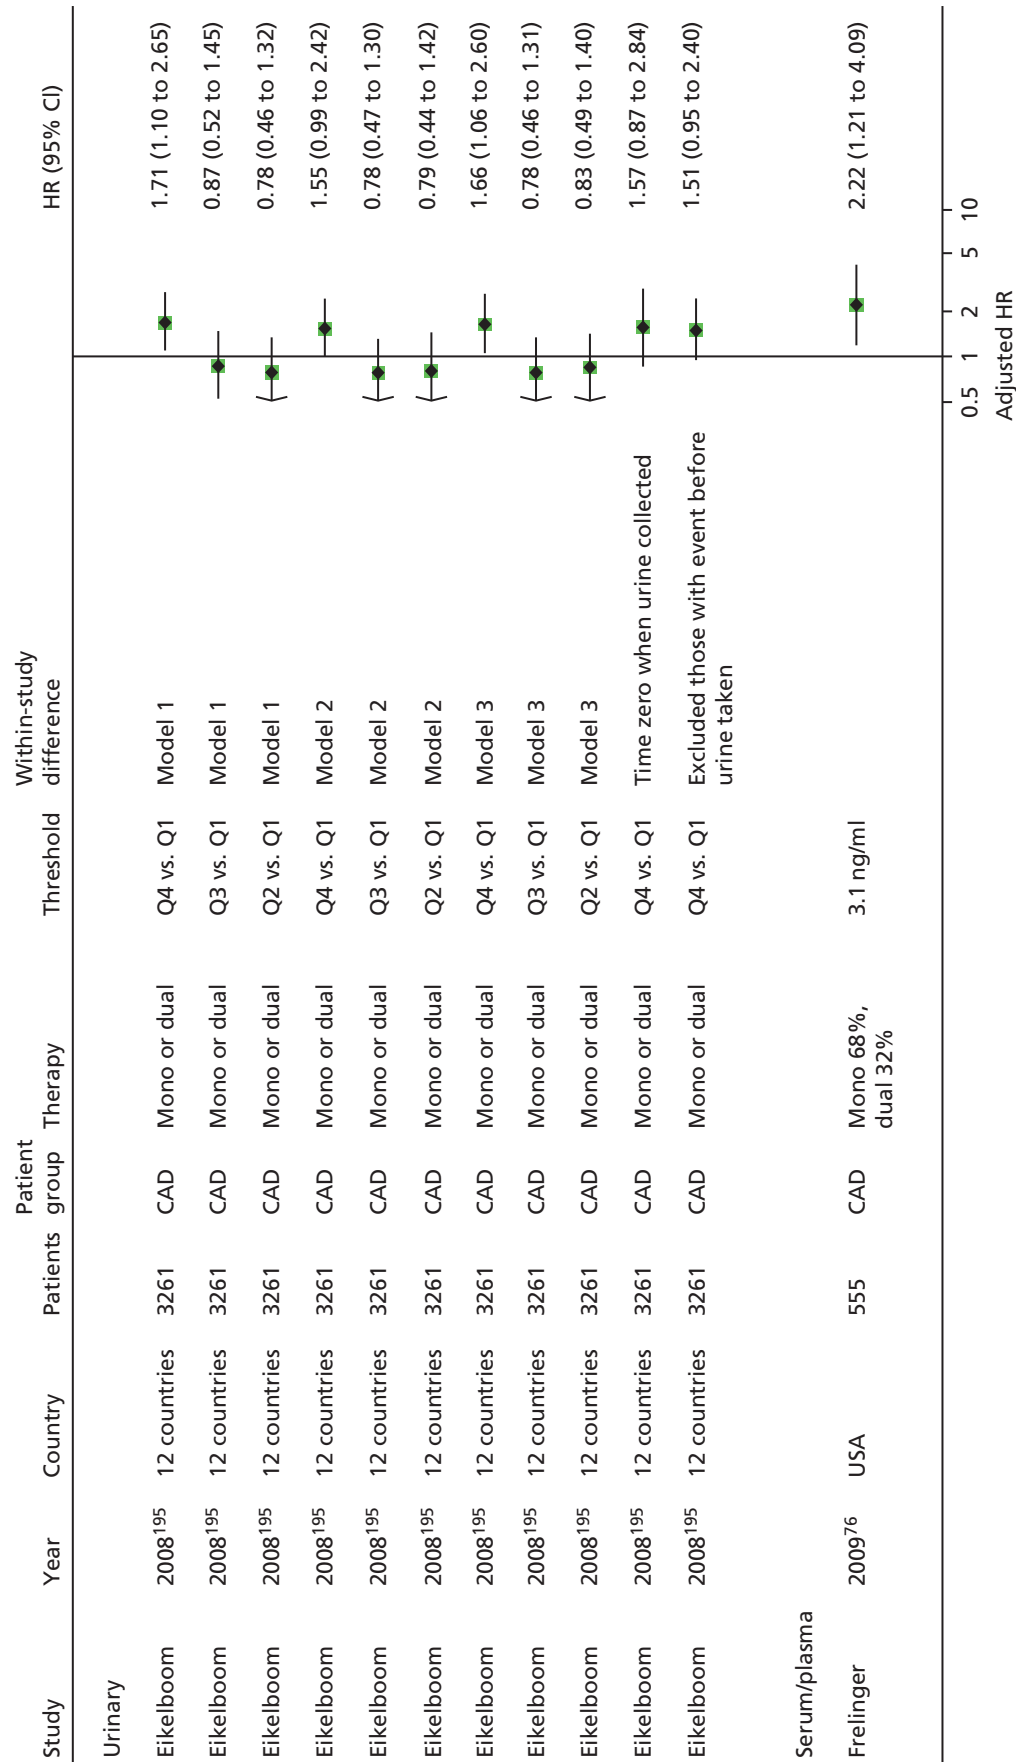 Study Year Country Patients Patient group Therapy Threshold Within-study difference HR (95% CI)
Urinary
Eikelboom 2008195 12 countries 3261 CAD Mono or dual Q4 vs. Q1 Model 1 1.71 (1.10 to 2.65)
Eikelboom 2008195 12 countries 3261 CAD Mono or dual Q3 vs. Q1 Model 1 0.87 (0.52 to 1.45)
Eikelboom 2008195 12 countries 3261 CAD Mono or dual Q2 vs. Q1 Model 1 0.78 (0.46 to 1.32)
Eikelboom 2008195 12 countries 3261 CAD Mono or dual Q4 vs. Q1 Model 2 1.55 (0.99 to 2.42)
Eikelboom 2008195 12 countries 3261 CAD Mono or dual Q3 vs. Q1 Model 2 0.78 (0.47 to 1.30)
Eikelboom 2008195 12 countries 3261 CAD Mono or dual Q2 vs. Q1 Model 2 0.79 (0.44 to 1.42)
Eikelboom 2008195 12 countries 3261 CAD Mono or dual Q4 vs. Q1 Model 3 1.66 (1.06 to 2.60)
Eikelboom 2008195 12 countries 3261 CAD Mono or dual Q3 vs. Q1 Model 3 0.78 (0.46 to 1.31)
Eikelboom 2008195 12 countries 3261 CAD Mono or dual Q2 vs. Q1 Model 3 0.83 (0.49 to 1.40)
Eikelboom 2008195 12 countries 3261 CAD Mono or dual Q4 vs. Q1 Time zero when urine collected 1.57 (0.87 to 2.84)
Eikelboom 2008195 12 countries 3261 CAD Mono or dual Q4 vs. Q1 Excluded those with event before 1.51 (0.95 to 2.40)
urine taken
Serum/plasma
Frelinger 200976 USA 555 CAD Mono 68%, 3.1 ng/ml 2.22 (1.21 to 4.09)
dual 32%
0.5 1 2 5 10
Adjusted HR